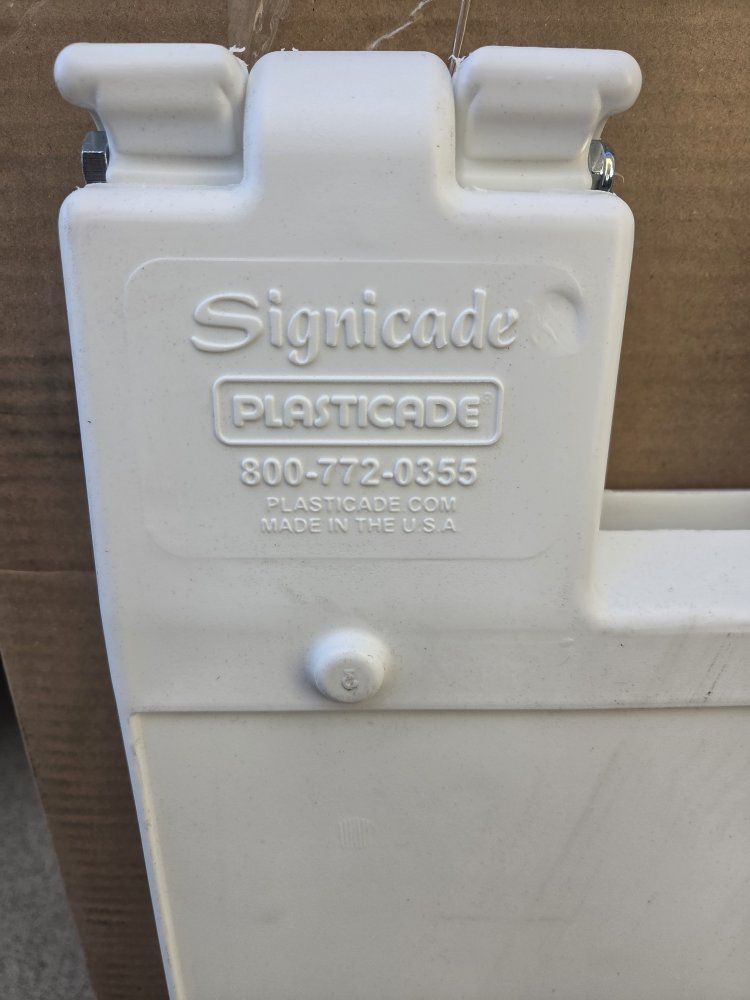 Signicade
PLASTICADE®
800-772-0355
PLASTICADE.COM
MADE IN THE U.S.A